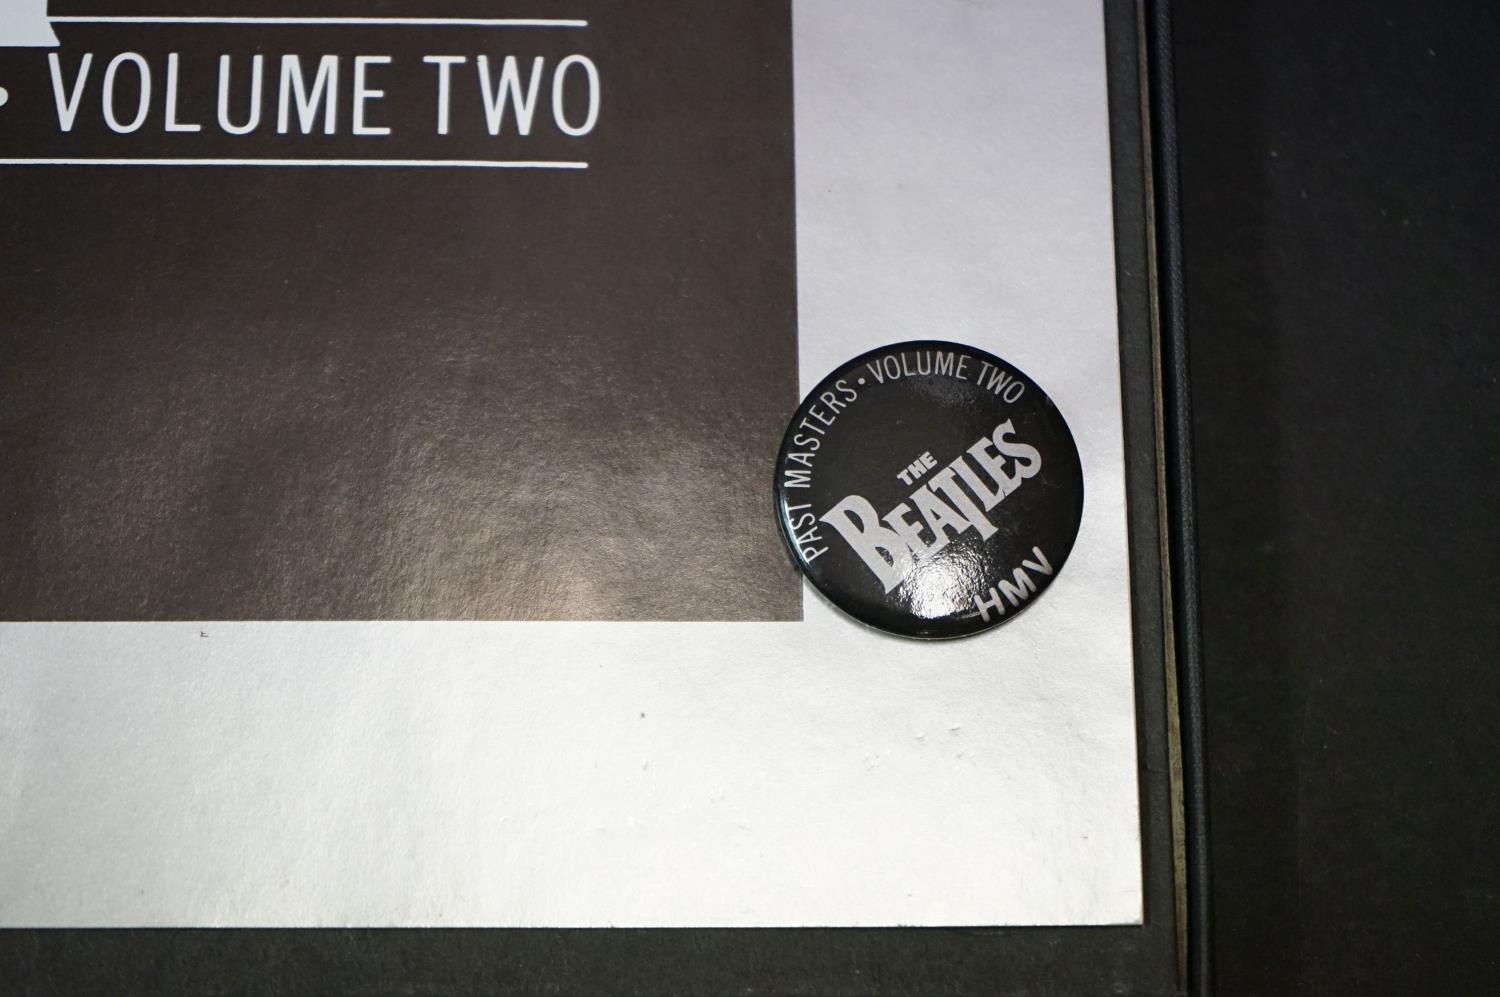 • VOLUME TWO
PAST MASTERS • VOLUME TWO
THE
BEATLES
HMV